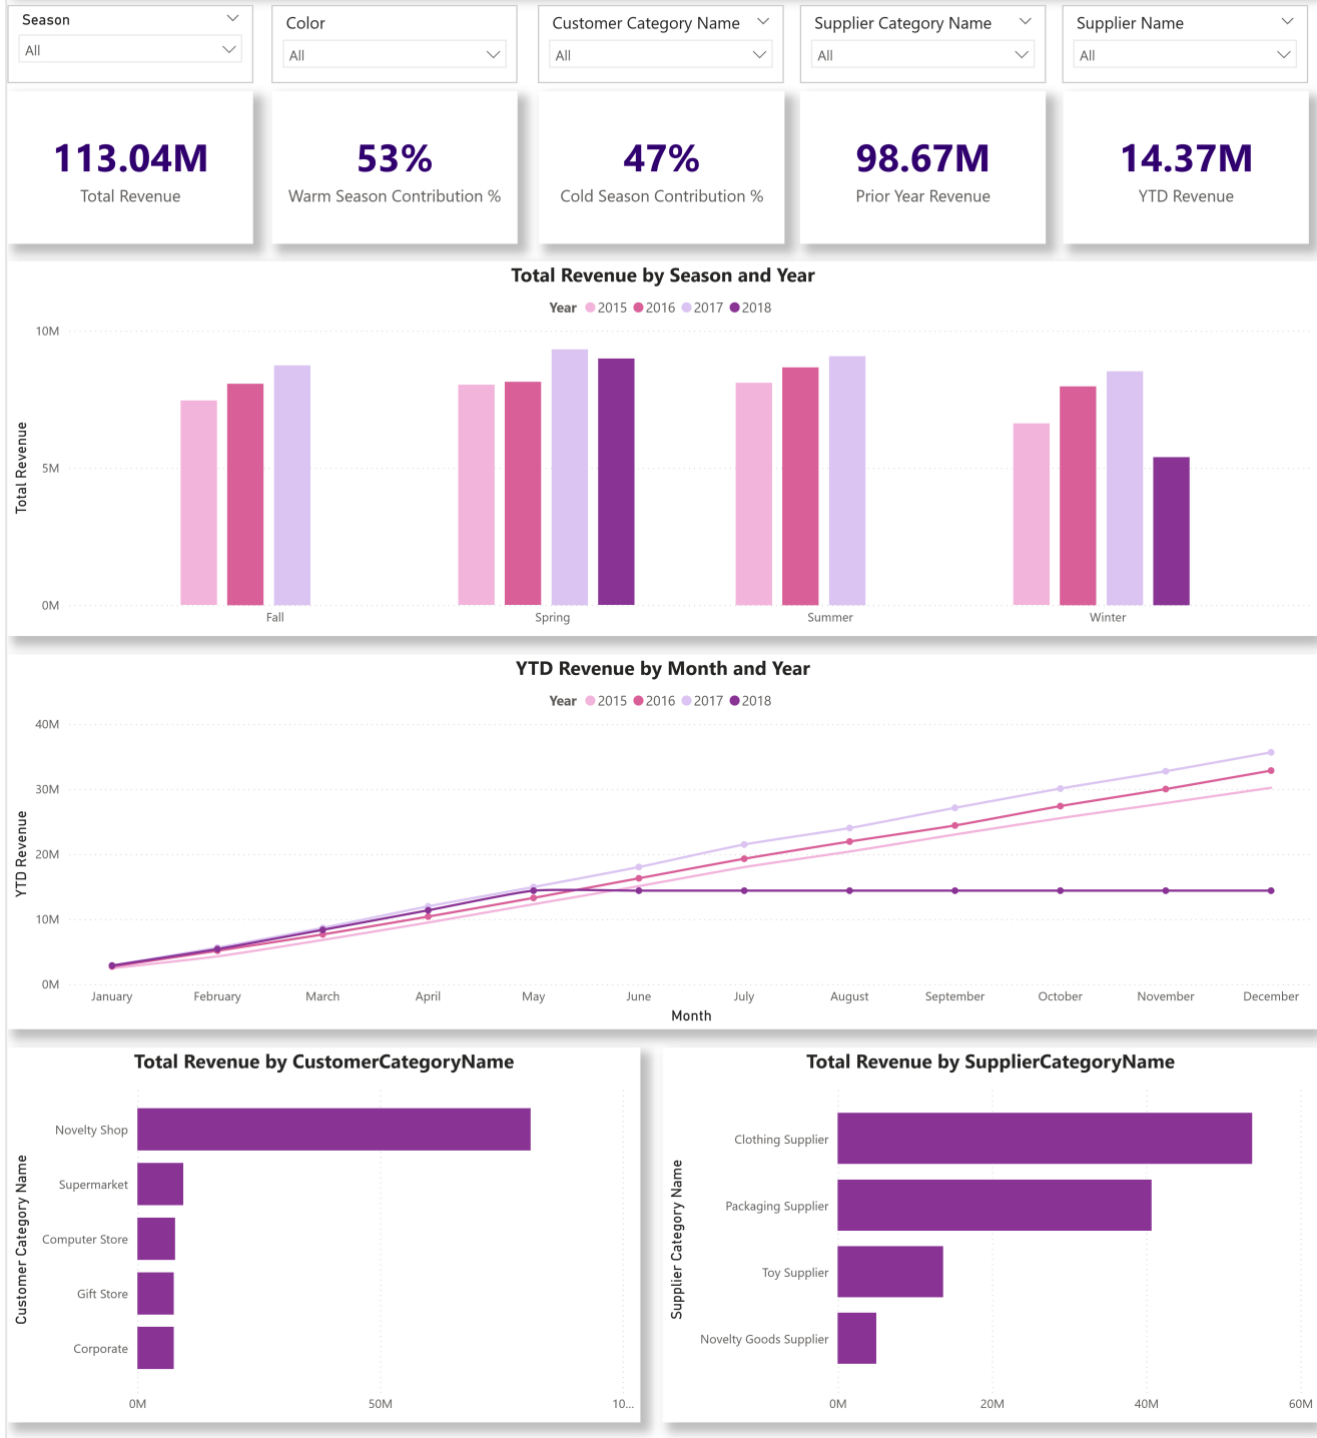 Season
All
Color
All
Customer Category Name
All
Supplier Category Name
All
Supplier Name
All
113.04M
Total Revenue
53%
Warm Season Contribution %
47%
Cold Season Contribution %
98.67M
Prior Year Revenue
14.37M
YTD Revenue
Total Revenue by Season and Year
Year 2015 2016 2017 2018
Total Revenue
10M
5M
0M
Fall Spring Summer Winter
YTD Revenue by Month and Year
Year 2015 2016 2017 2018
YTD Revenue
40M
30M
20M
10M
0M
January February March April May June July August September October November December
Month
Total Revenue by CustomerCategoryName
Customer Category Name
Novelty Shop
Supermarket
Computer Store
Gift Store
Corporate
0M 50M 10...
Total Revenue by SupplierCategoryName
Supplier Category Name
Clothing Supplier
Packaging Supplier
Toy Supplier
Novelty Goods Supplier
0M 20M 40M 60M